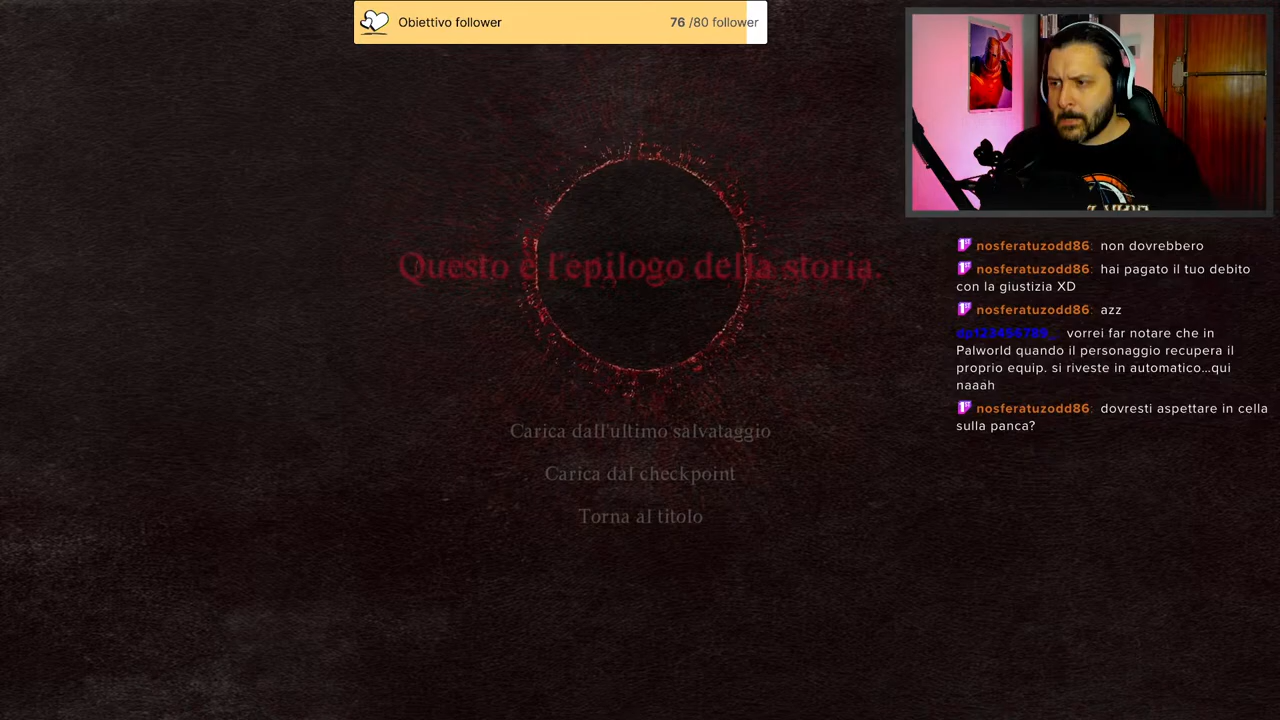 Obiettivo follower
76 /80 follower
Questo è l'epilogo della storia.
Carica dall'ultimo salvataggio
Carica dal checkpoint
Torna al titolo
nosferatuzodd86: non dovrebbero
nosferatuzodd86: hai pagato il tuo debito
con la giustizia XD
nosferatuzodd86: azz
dp123456789_: vorrei far notare che in
Palworld quando il personaggio recupera il
proprio equip. si riveste in automatico...qui
naaah
nosferatuzodd86: dovresti aspettare in cella
sulla panca?